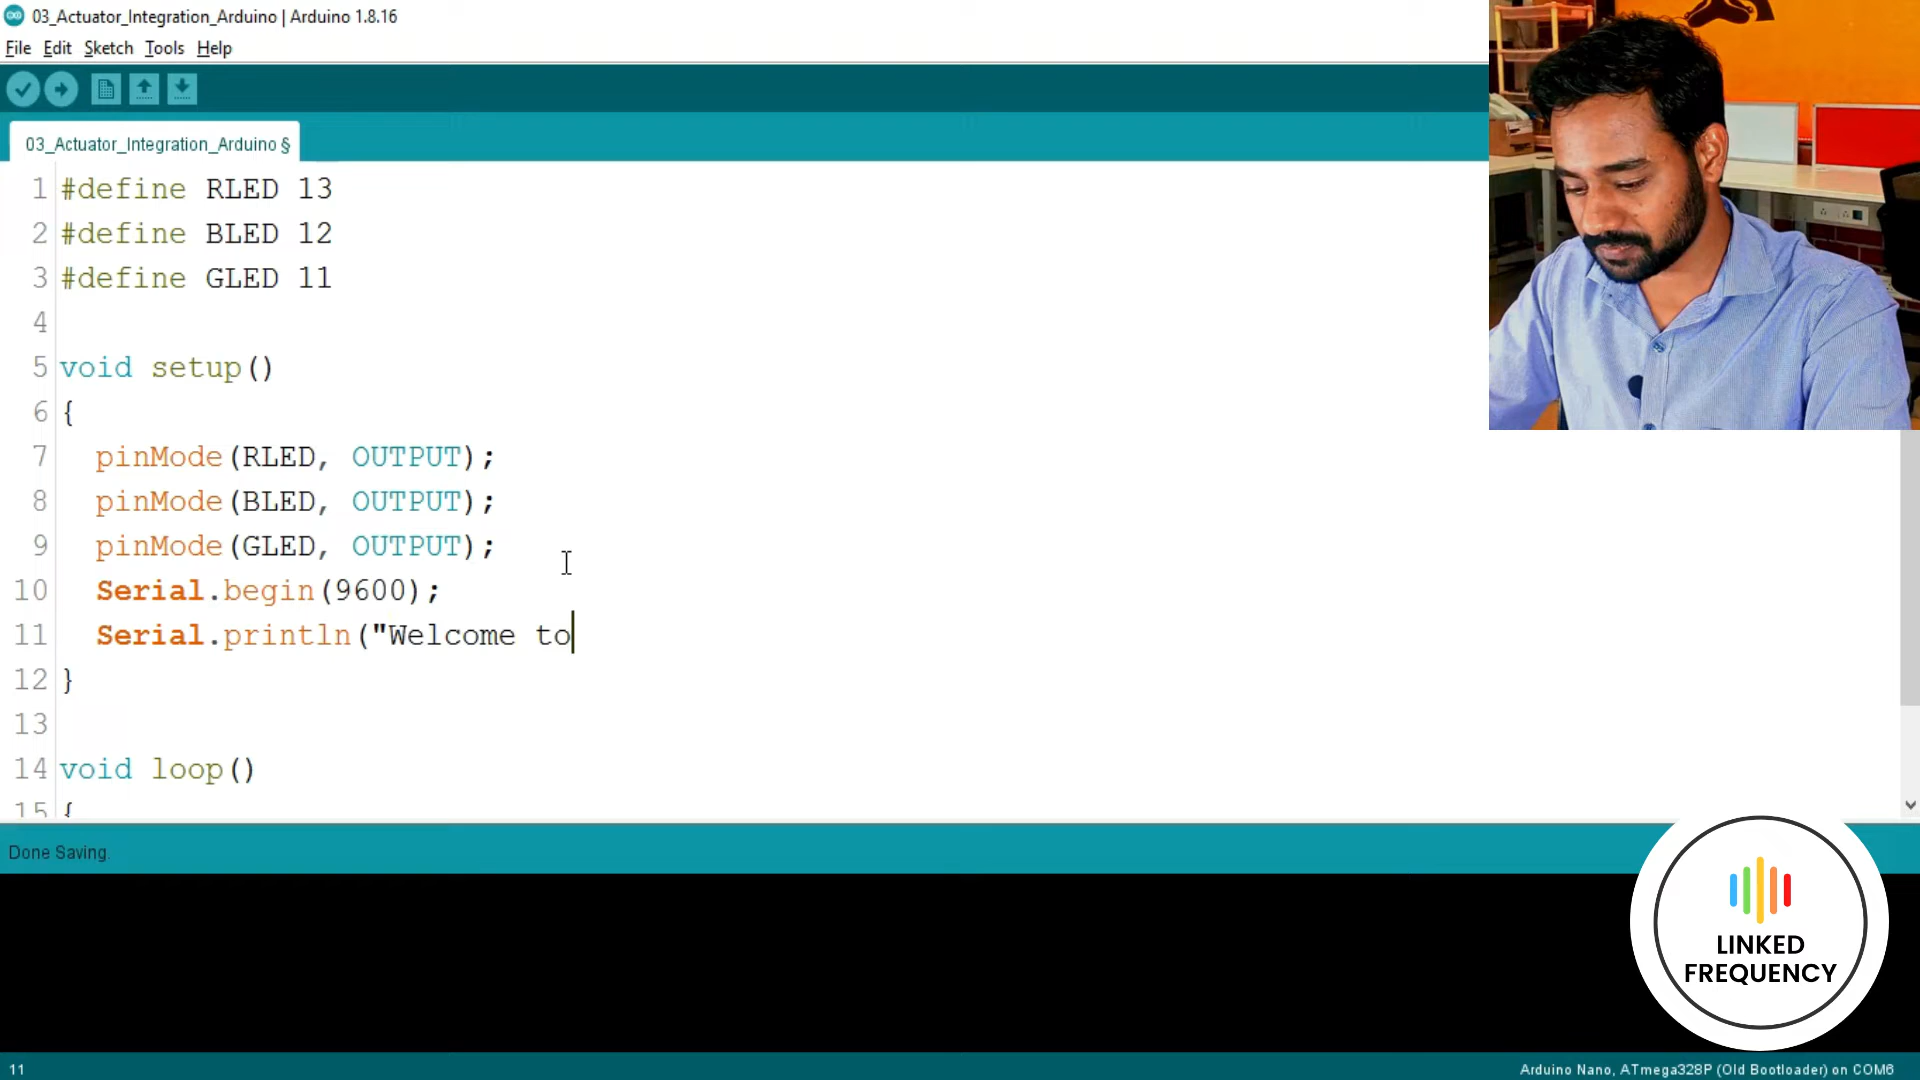 03_Actuator_Integration_Arduino | Arduino 1.8.16
File Edit Sketch Tools Help
03_Actuator_Integration_Arduino §
1 #define RLED 13
2 #define BLED 12
3 #define GLED 11
4
5 void setup()
6 {
7 pinMode(RLED, OUTPUT);
8 pinMode(BLED, OUTPUT);
9 pinMode(GLED, OUTPUT);
10 Serial.begin(9600);
11 Serial.println("Welcome to
12 }
13
14 void loop()
15 {
Done Saving.
LINKED
FREQUENCY
11
Arduino Nano, ATmega328P (Old Bootloader) on COM6